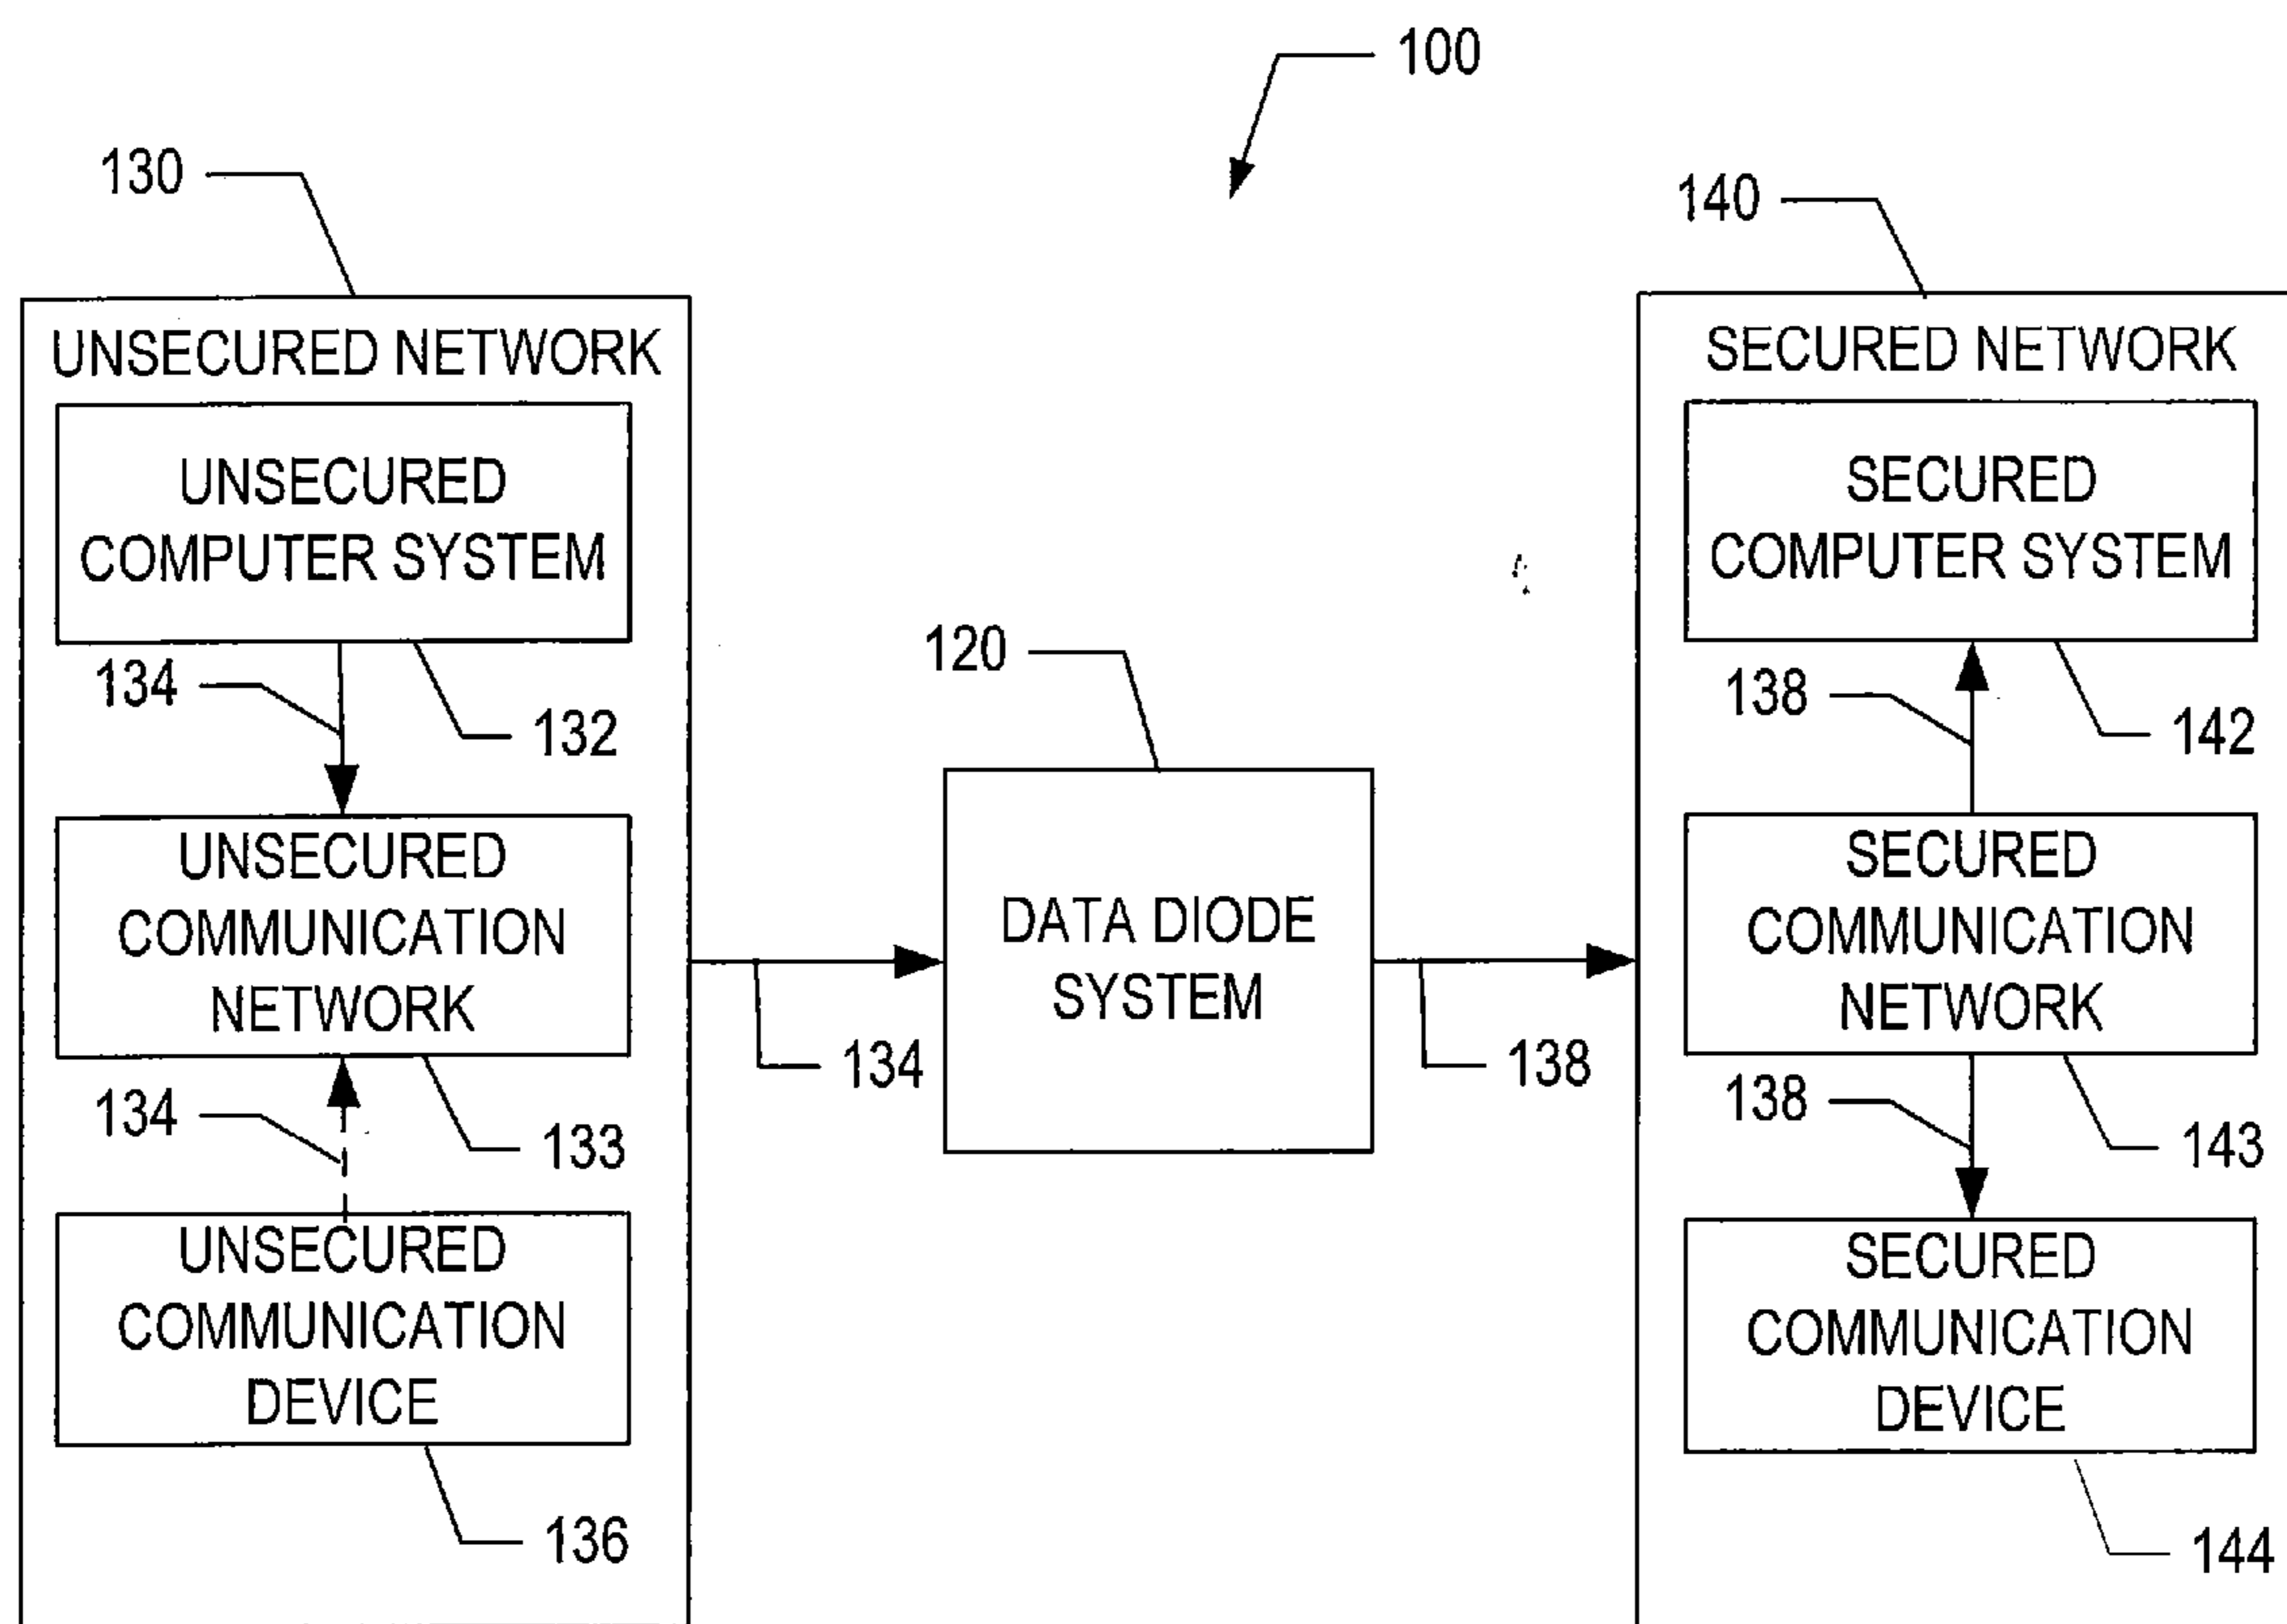 100
130
140
UNSECURED NETWORK
UNSECURED
COMPUTER SYSTEM
134
132
UNSECURED
COMMUNICATION
NETWORK
134
133
UNSECURED
COMMUNICATION
DEVICE
136
120
DATA DIODE
SYSTEM
134
138
SECURED NETWORK
SECURED
COMPUTER SYSTEM
138
142
SECURED
COMMUNICATION
NETWORK
138
143
SECURED
COMMUNICATION
DEVICE
144